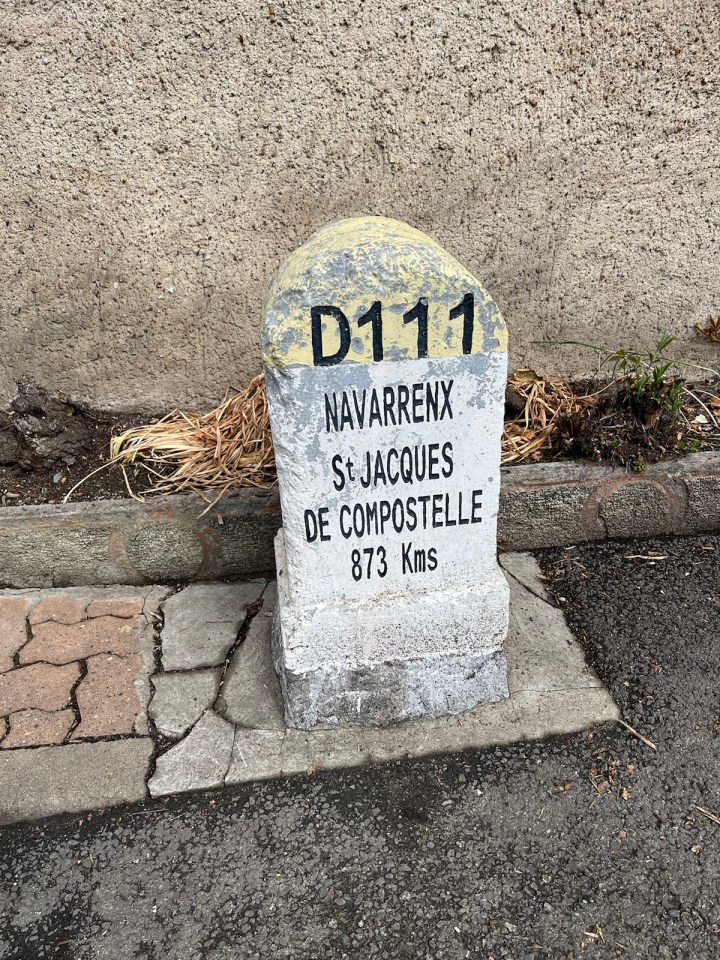 D111
NAVARRENX
St JACQUES
DE COMPOSTELLE
873 Kms